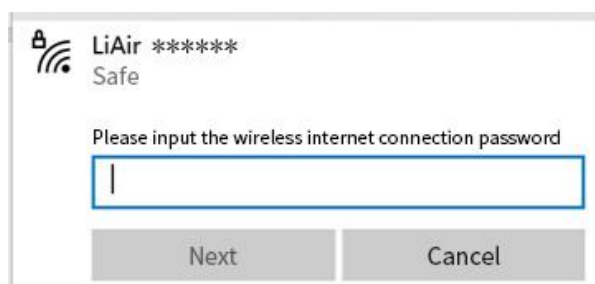 LiAir ******
Safe
Please input the wireless internet connection password
Next
Cancel